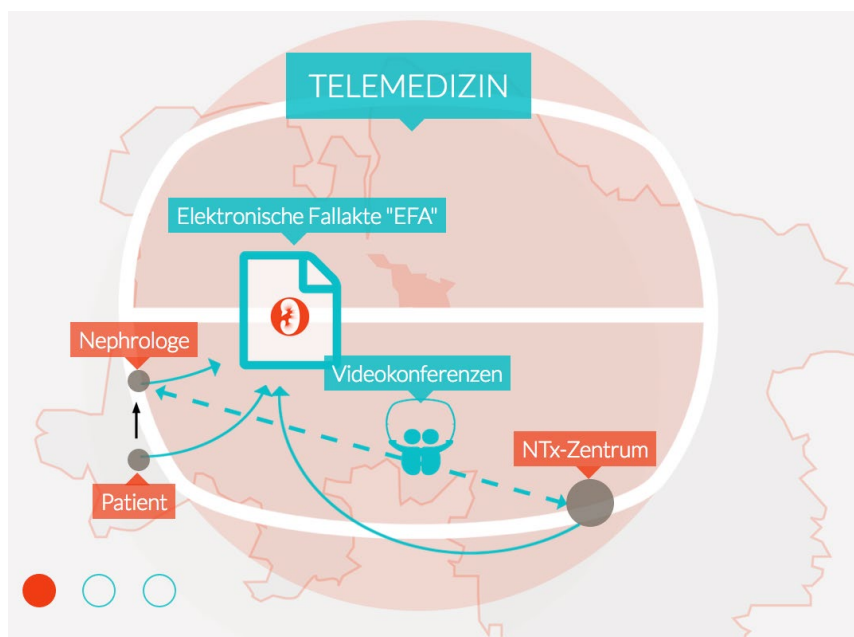 TELEMEDIZIN
Elektronische Fallakte "EFA"
Nephrologe
Videokonferenzen
NTx-Zentrum
Patient